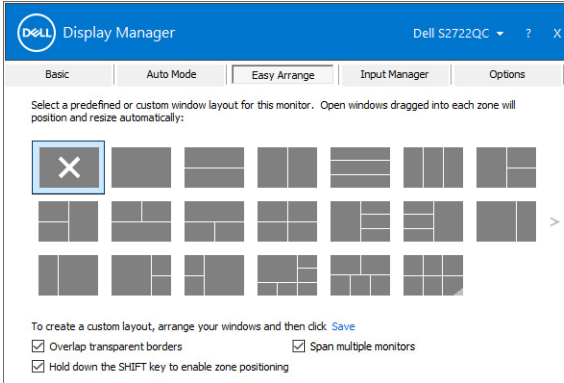 DELL Display Manager
Dell S2722QC ? X
Basic Auto Mode Easy Arrange Input Manager Options
Select a predefined or custom window layout for this monitor. Open windows dragged into each zone will
position and resize automatically:
To create a custom layout, arrange your windows and then click Save
Overlap transparent borders Span multiple monitors
Hold down the SHIFT key to enable zone positioning